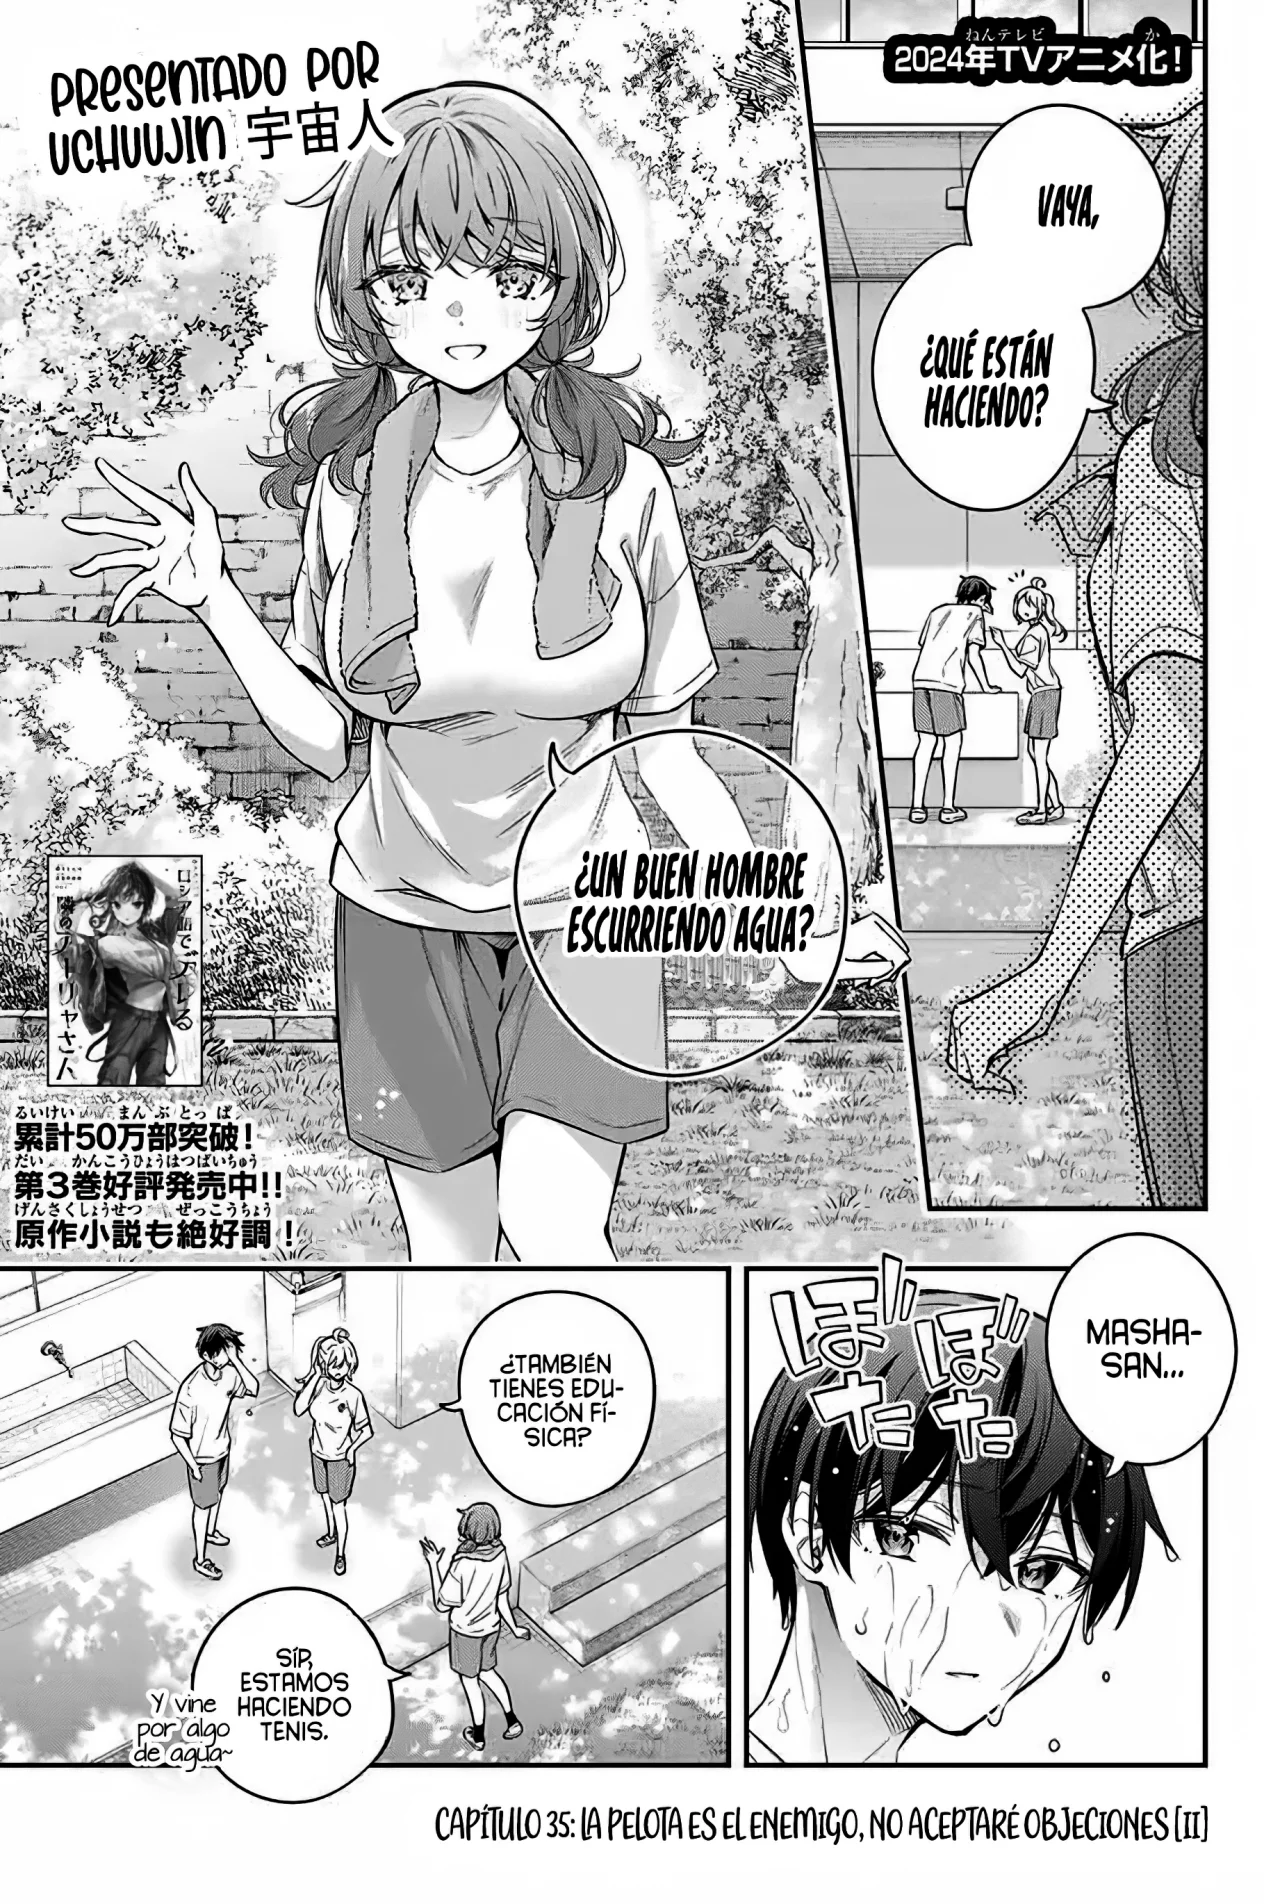 PRESENTADO POR
UCHUUJIN 宇宙人
ねんテレビ か
2024年TVアニメ化!
VAYA,
¿QUÉ ESTÁN
HACIENDO?
¿UN BUEN HOMBRE
ESCURRIENDO AGUA?
ロシア語でデレる
隣のアーリャさん
るいけい まんぶとっぱ
累計50万部突破!
だい かんこうひょうはつばいちゅう
第3巻好評発売中!!
げんさくしょうせつ ぜっこうちょう
原作小説も絶好調!
MASHA-
SAN...
ぼたぼた
¿TAMBIÉN
TIENES EDU-
CACIÓN FÍ-
SICA?
SÍP,
ESTAMOS
HACIENDO
TENIS.
Y vine
por algo
de agua~
CAPÍTULO 35: LA PELOTA ES EL ENEMIGO, NO ACEPTARÉ OBJECIONES [II]